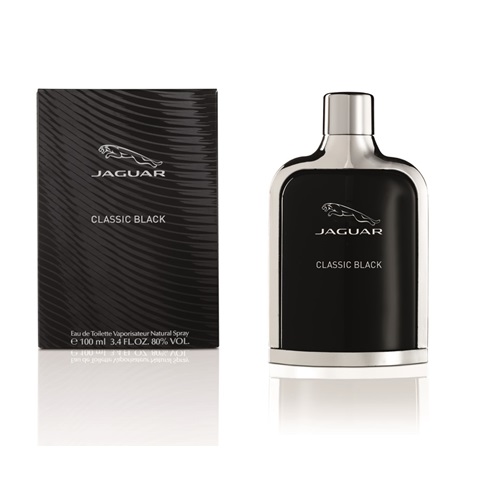 JAGUAR
CLASSIC BLACK
Eau de Toilette Vaporisateur Natural Spray
℮ 100 ml 3.4 FL.OZ. 80% VOL.
JAGUAR
CLASSIC BLACK